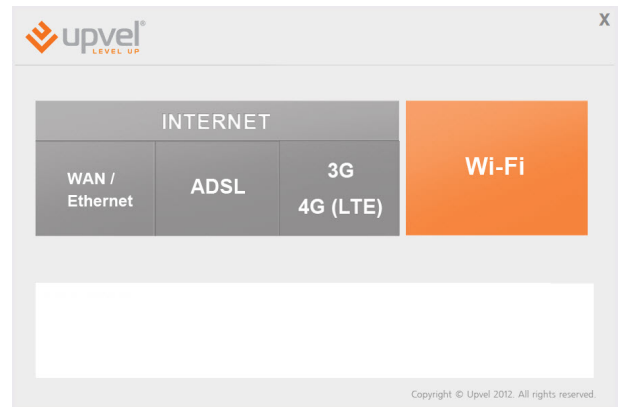 X
upvel®
LEVEL UP
INTERNET
WAN /
Ethernet
ADSL
3G
4G (LTE)
Wi-Fi
Copyright © Upvel 2012. All rights reserved.